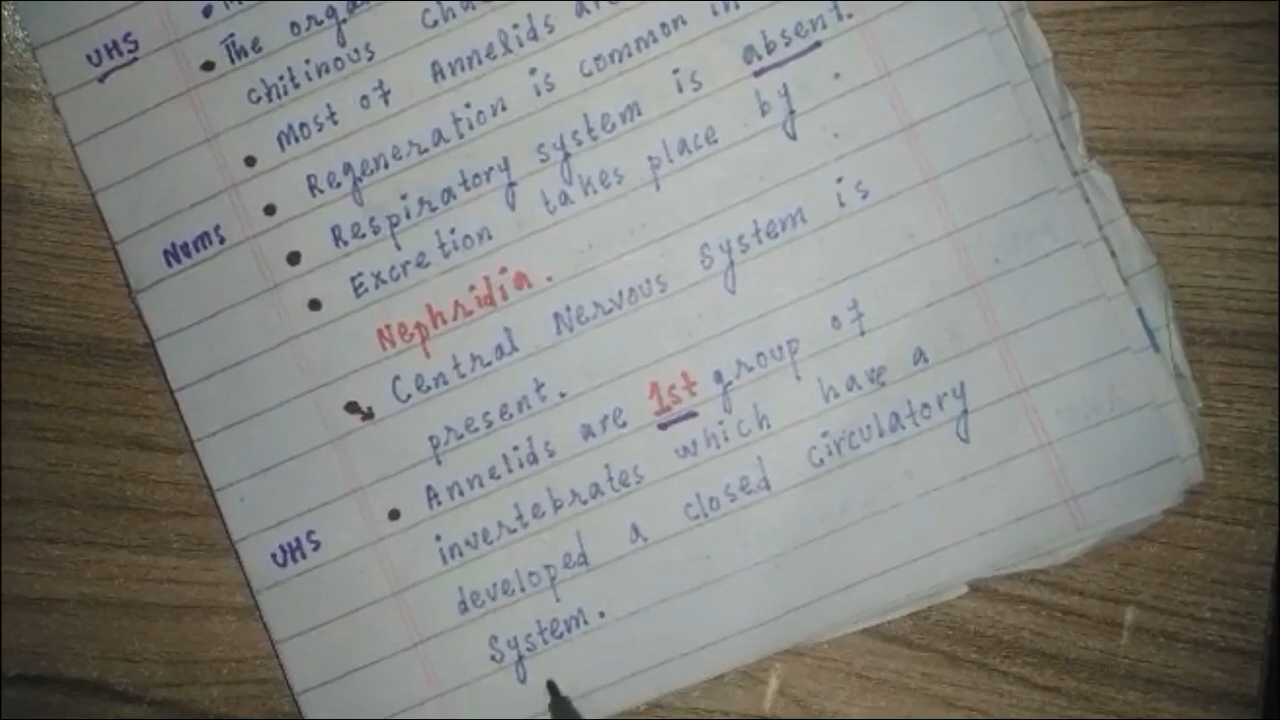 UHS • The
chitinous
• Most of Annelids
• Regeneration is common in
Nums • Respiratory system is absent.
• Excretion takes place by
Nephridia.
Central Nervous System is
present.
• Annelids are 1st group of
UHS invertebrates which have a
developed a closed circulatory
System.